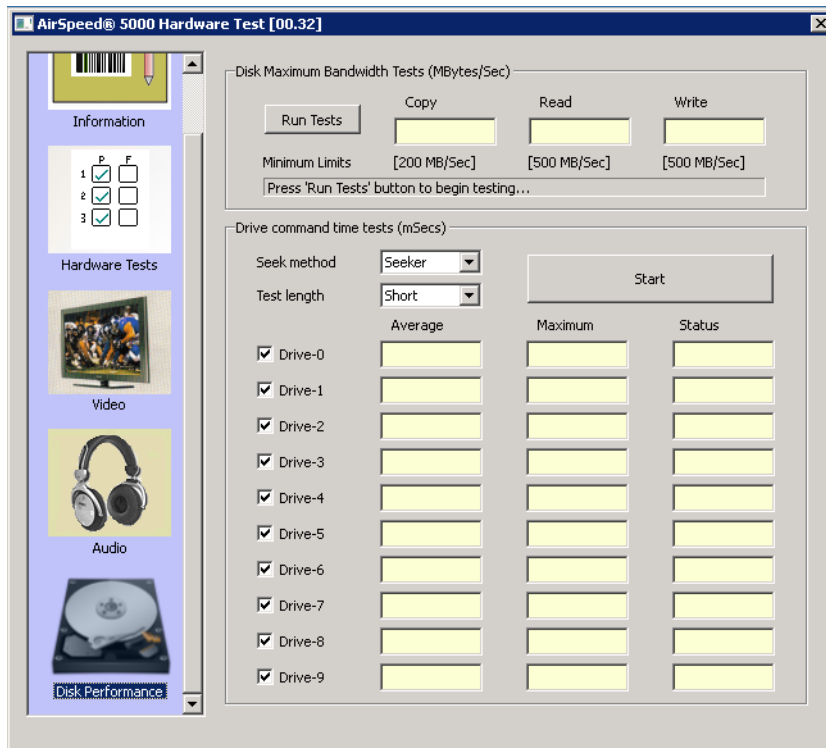 AirSpeed® 5000 Hardware Test [00.32]
Information
P F
1
2
3
Hardware Tests
Video
Audio
Disk Performance
Disk Maximum Bandwidth Tests (MBytes/Sec)
Copy Read Write
Run Tests
Minimum Limits [200 MB/Sec] [500 MB/Sec] [500 MB/Sec]
Press 'Run Tests' button to begin testing...
Drive command time tests (mSecs)
Seek method Seeker
Start
Test length Short
Average Maximum Status
Drive-0
Drive-1
Drive-2
Drive-3
Drive-4
Drive-5
Drive-6
Drive-7
Drive-8
Drive-9